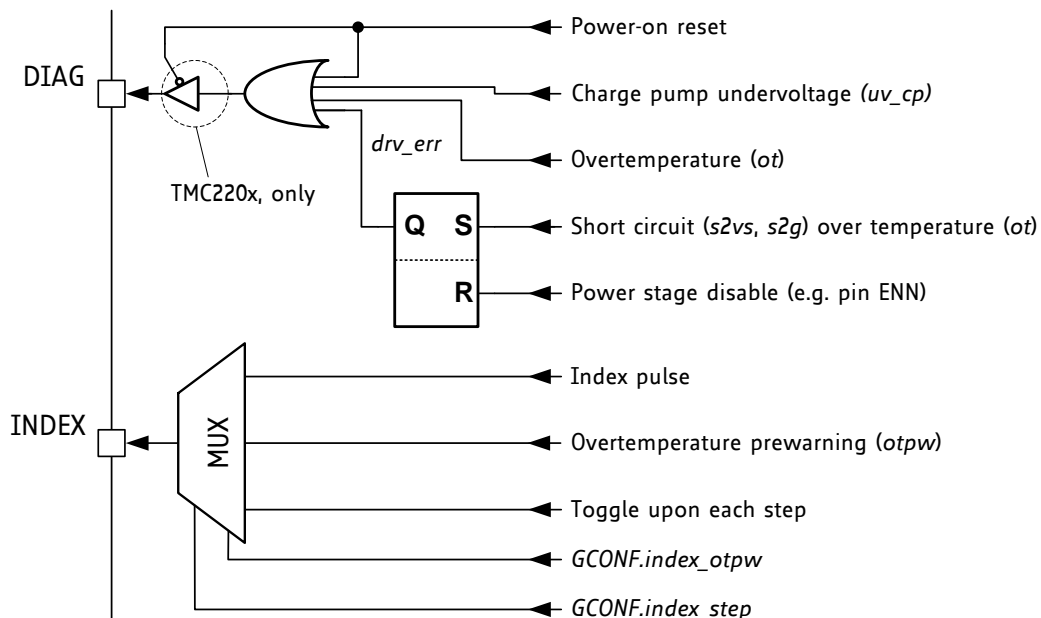 Power-on reset
DIAG
Charge pump undervoltage (uv_cp)
drv_err
Overtemperature (ot)
TMC220x, only
Q S
Short circuit (s2vs, s2g) over temperature (ot)
R
Power stage disable (e.g. pin ENN)
Index pulse
INDEX
MUX
Overtemperature prewarning (otpw)
Toggle upon each step
GCONF.index_otpw
GCONF.index_step